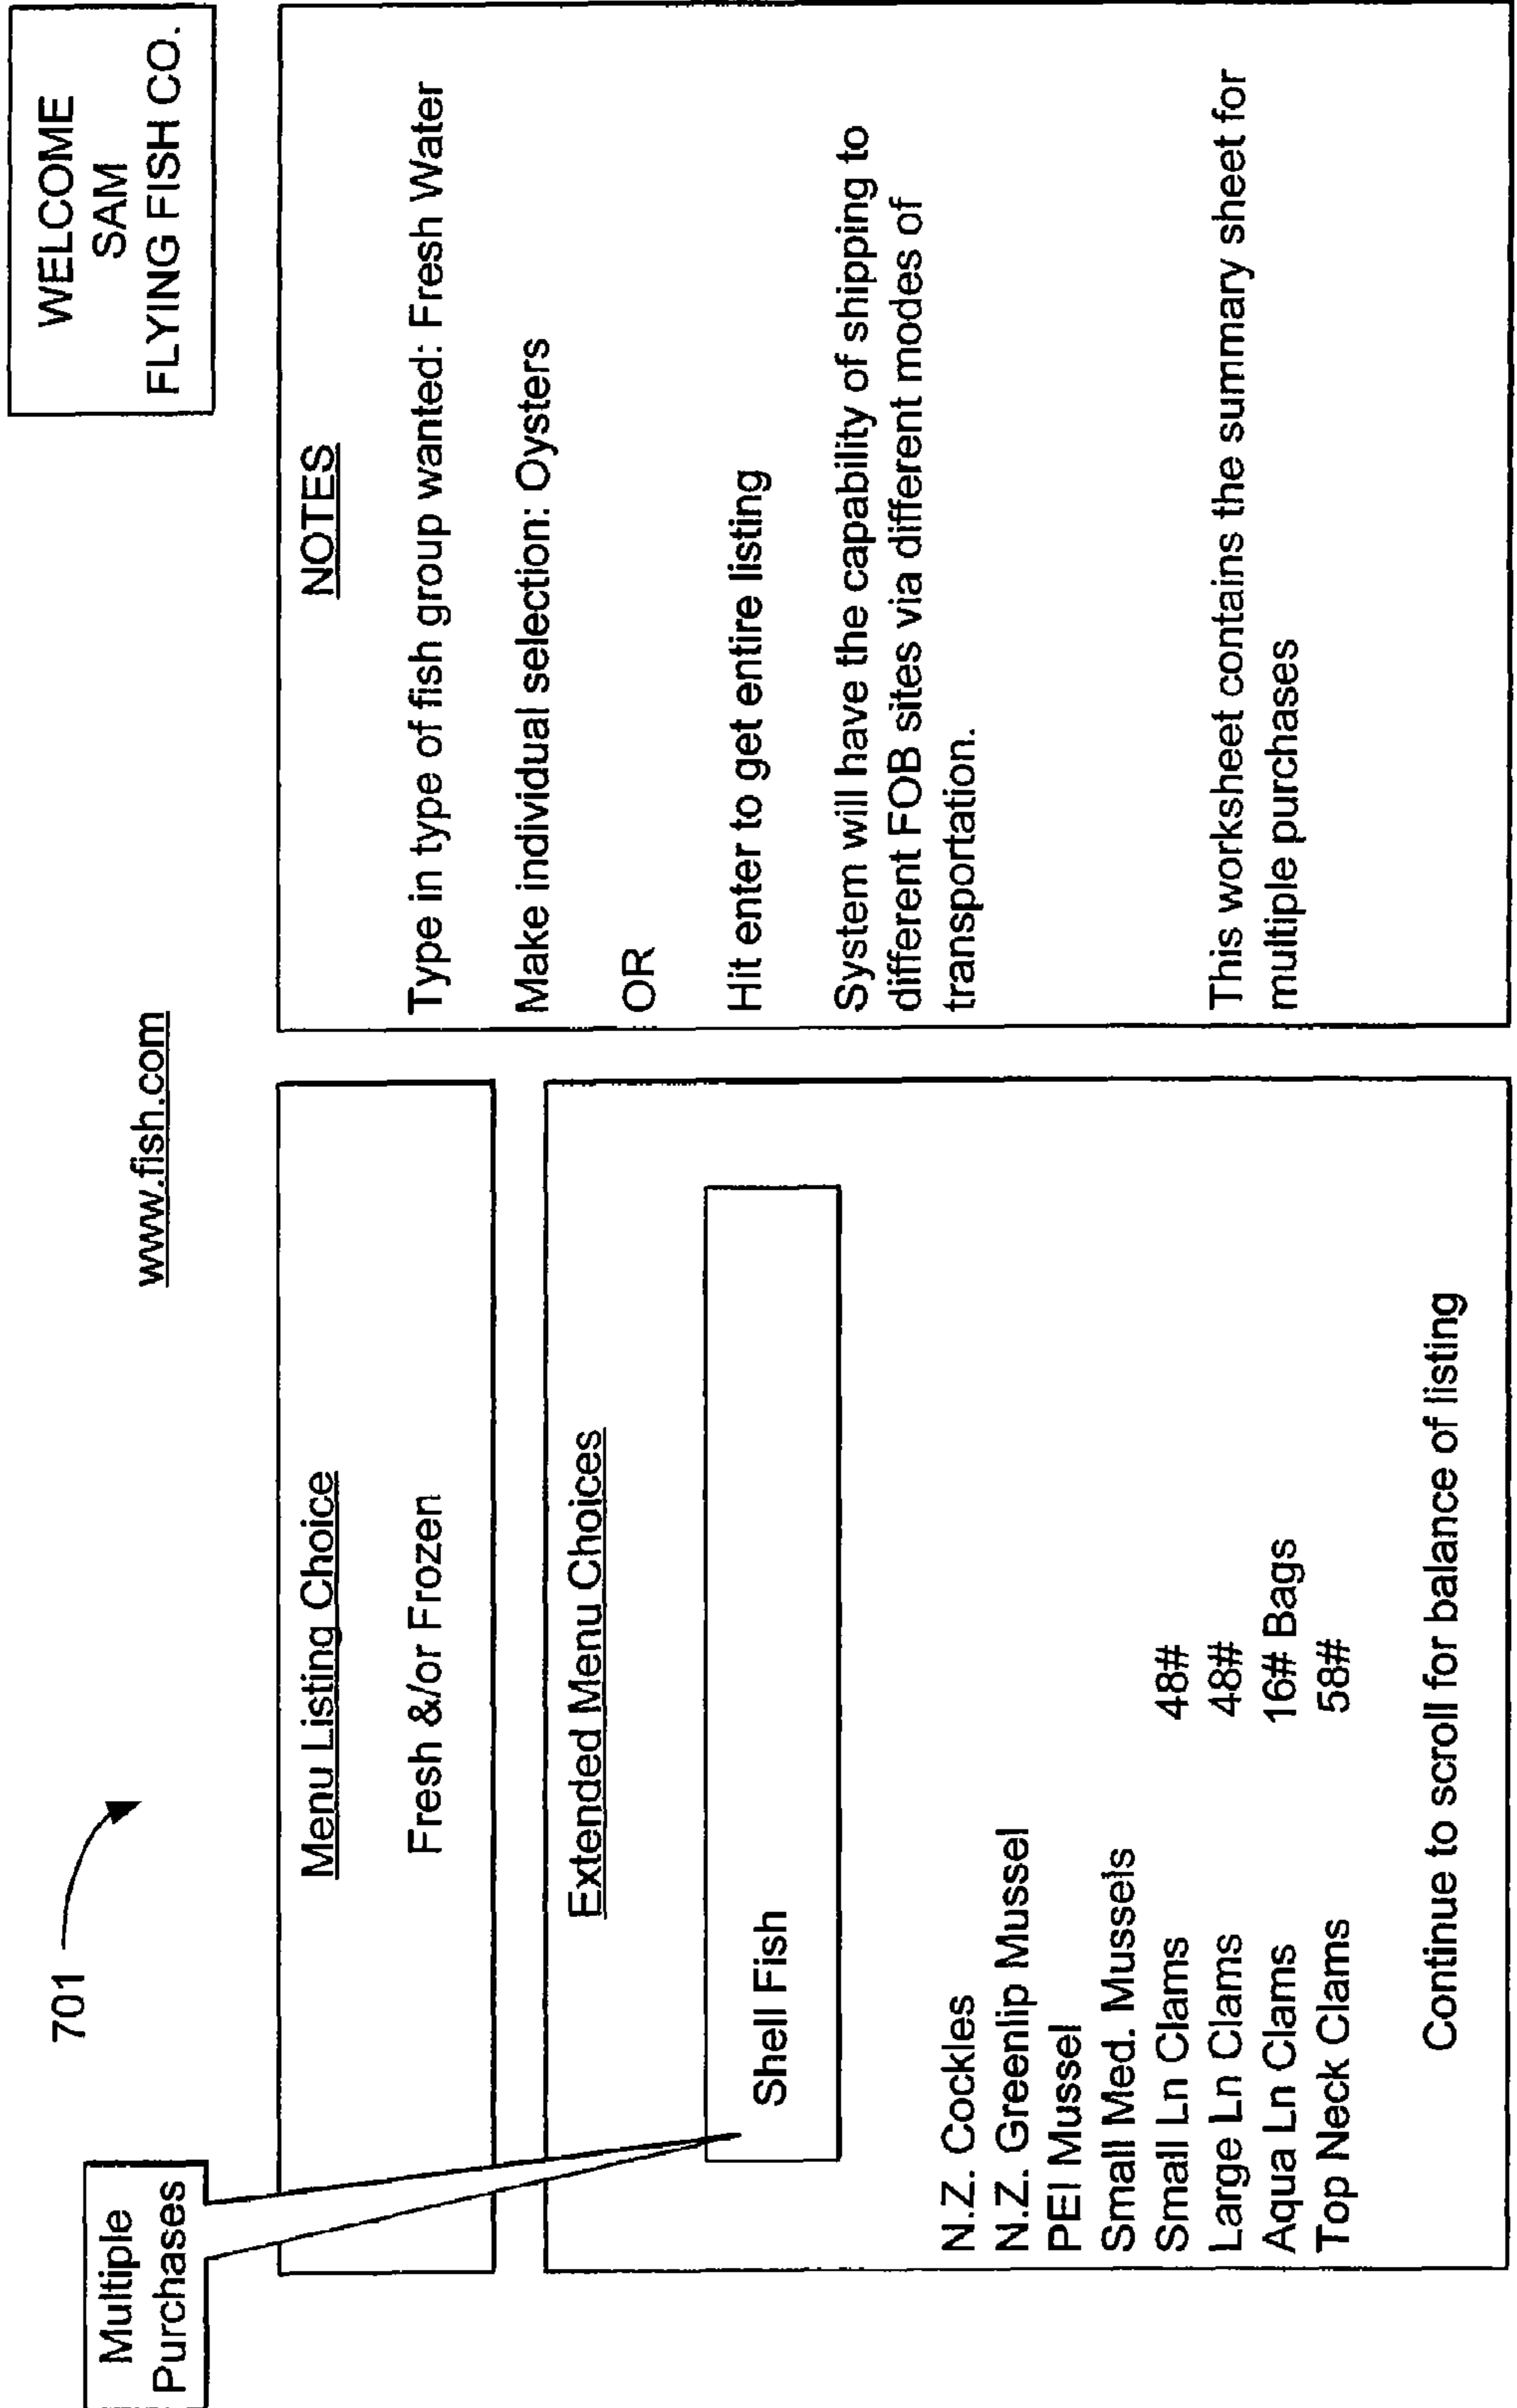 701
Multiple
Purchases
www.fish.com
WELCOME
SAM
FLYING FISH CO.
Menu Listing Choice
Fresh &/or Frozen
Extended Menu Choices
Shell Fish
N.Z. Cockles
N.Z. Greenlip Mussel
PEI Mussel
Small Med. Mussels
Small Ln Clams 48#
Large Ln Clams 48#
Aqua Ln Clams 16# Bags
Top Neck Clams 58#
Continue to scroll for balance of listing
NOTES
Type in type of fish group wanted: Fresh Water
Make individual selection: Oysters
OR
Hit enter to get entire listing
System will have the capability of shipping to
different FOB sites via different modes of
transportation.
This worksheet contains the summary sheet for
multiple purchases